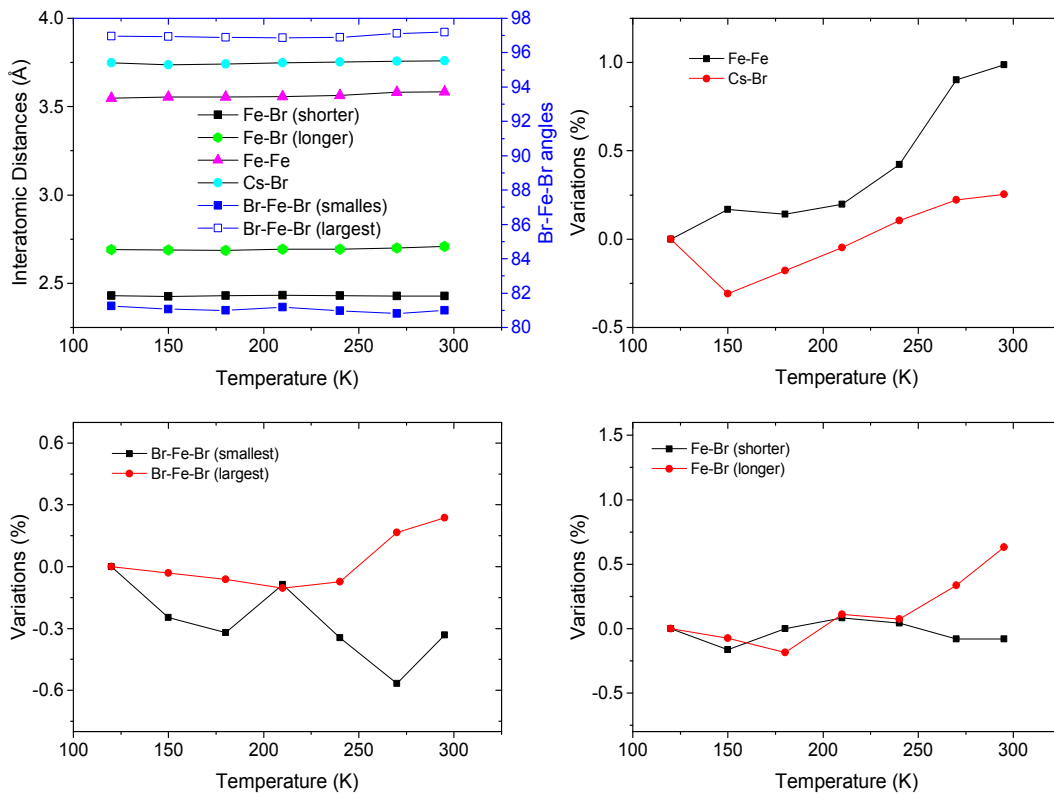 4.0
3.5
3.0
2.5
98
96
94
92
90
88
86
84
82
80
100
150
200
250
300
Interatomic Distances (Å)
Br-Fe-Br angles
Temperature (K)
Fe-Br (shorter)
Fe-Br (longer)
Fe-Fe
Cs-Br
Br-Fe-Br (smalles)
Br-Fe-Br (largest)
1.0
0.5
0.0
-0.5
100
150
200
250
300
Variations (%)
Temperature (K)
Fe-Fe
Cs-Br
0.6
0.3
0.0
-0.3
-0.6
100
150
200
250
300
Variations (%)
Temperature (K)
Br-Fe-Br (smallest)
Br-Fe-Br (largest)
1.5
1.0
0.5
0.0
-0.5
100
150
200
250
300
Variations (%)
Temperature (K)
Fe-Br (shorter)
Fe-Br (longer)